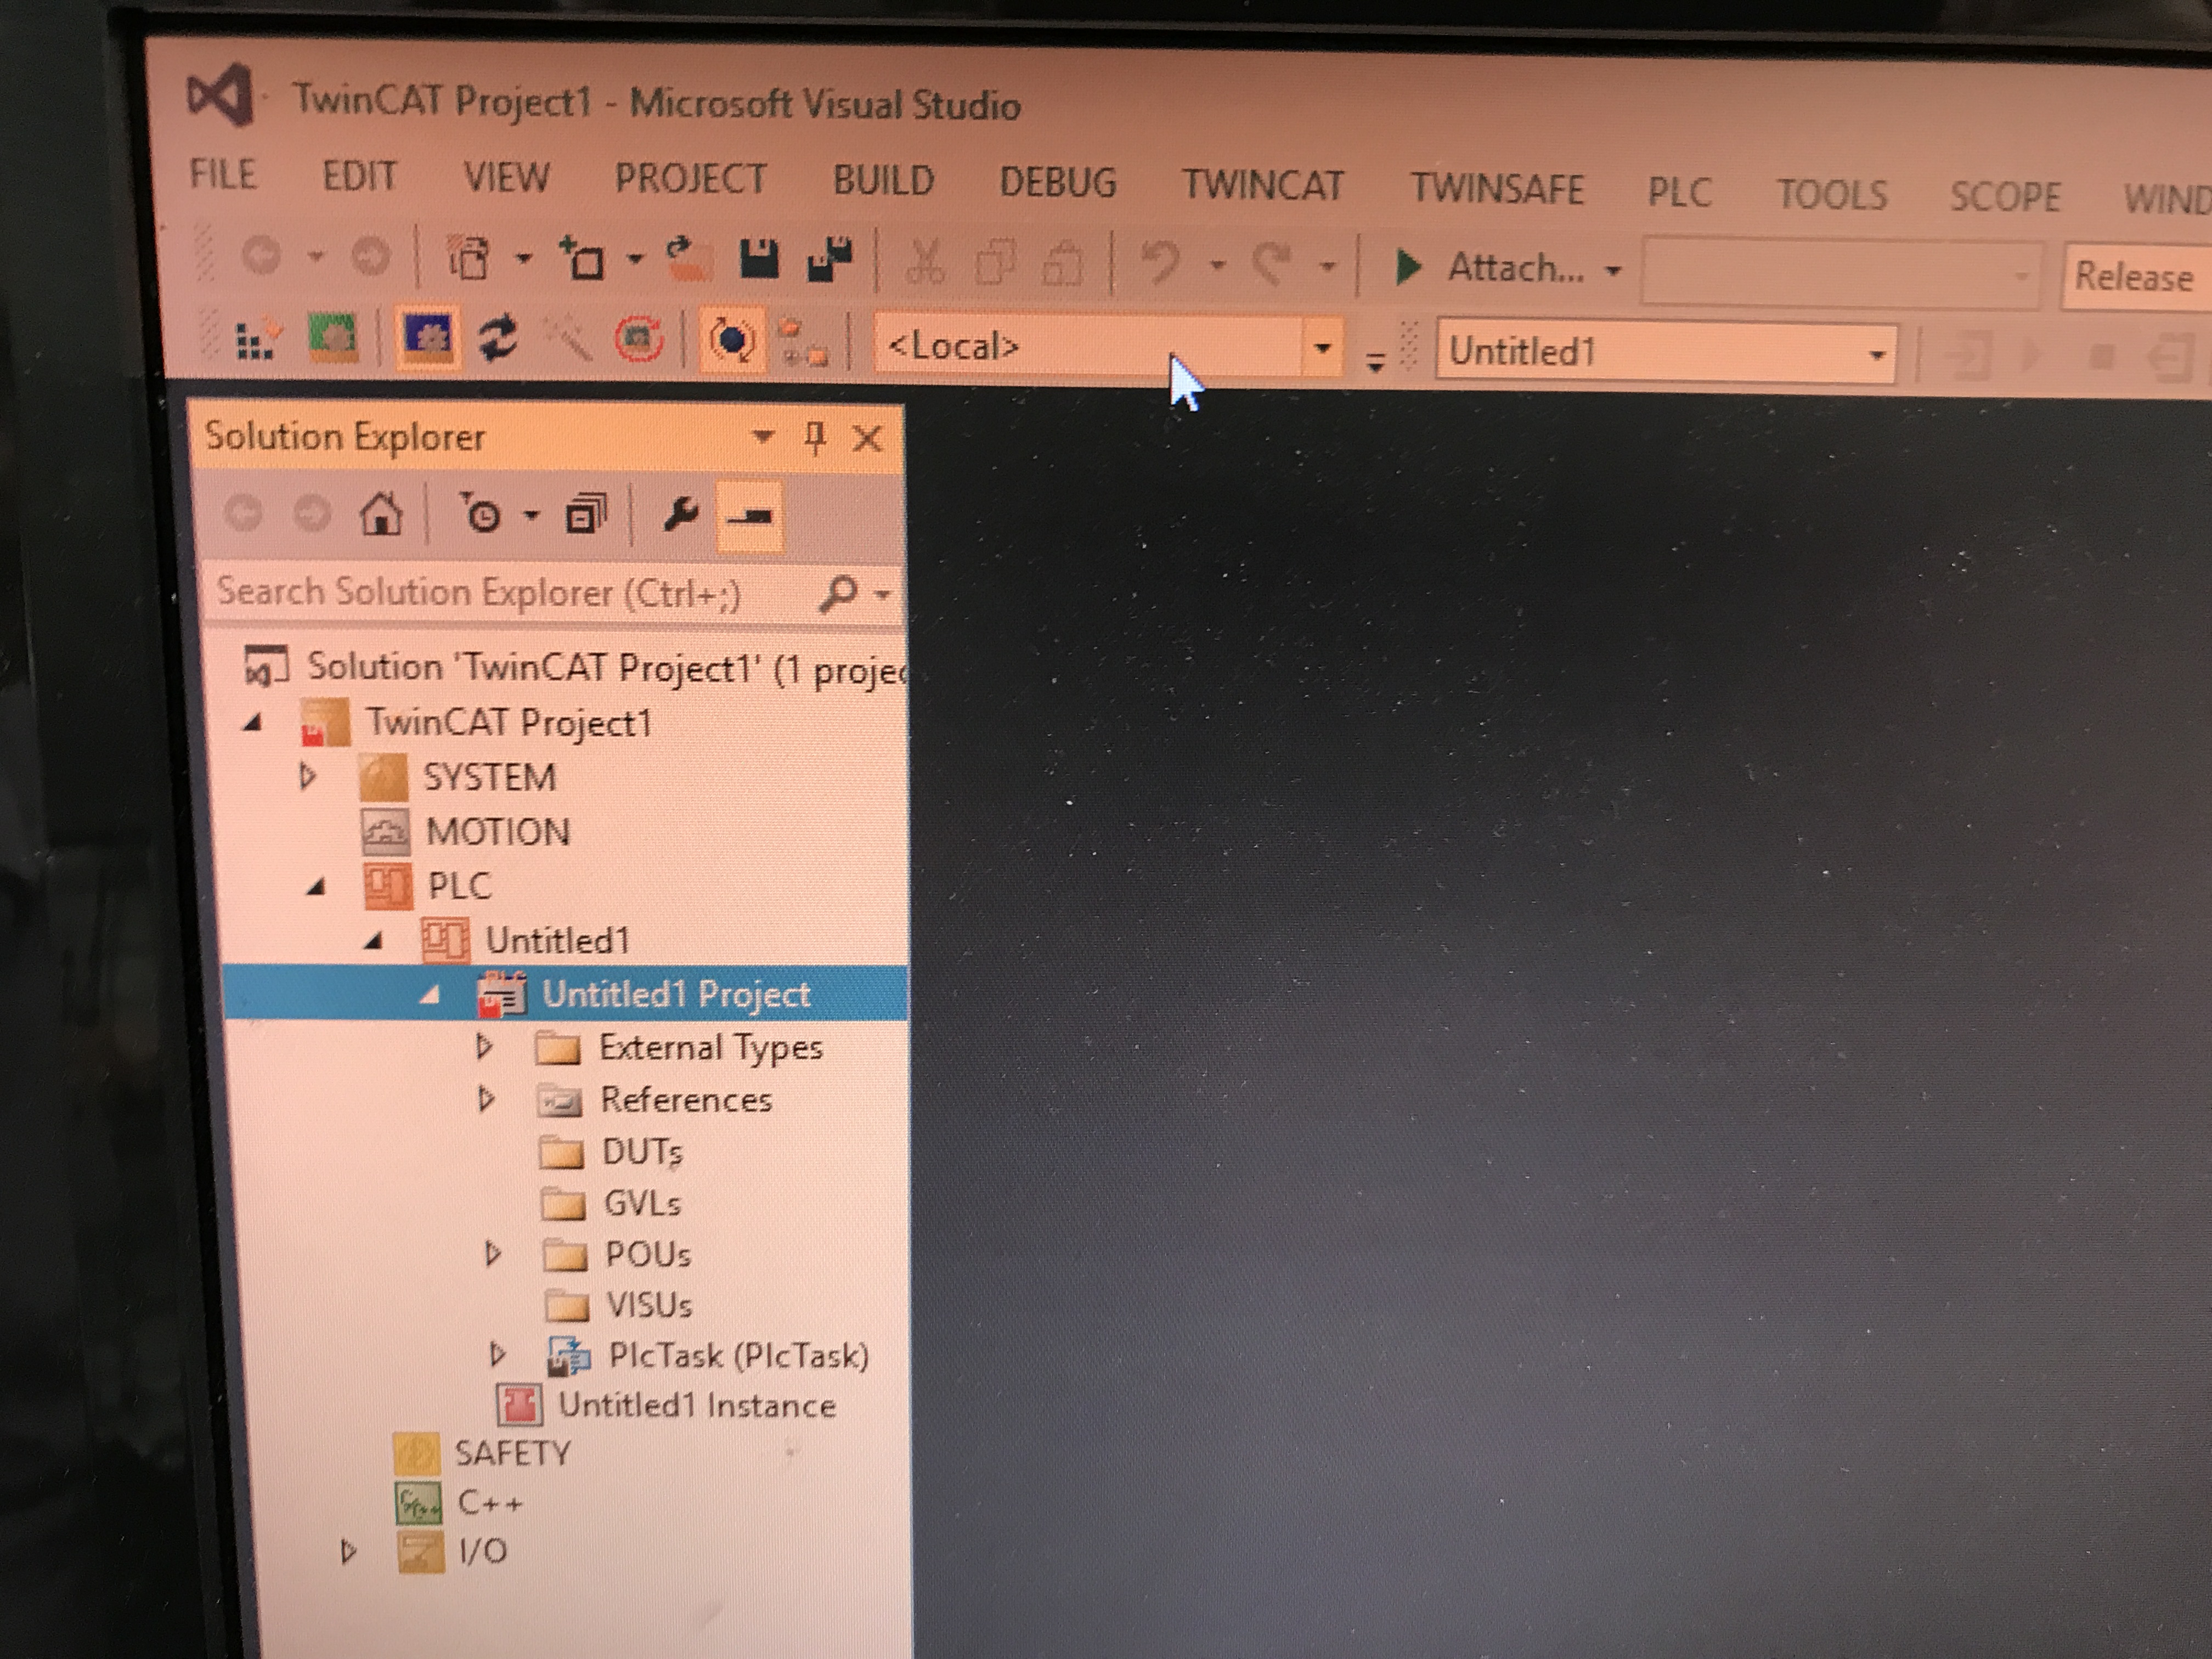 TwinCAT Project1 - Microsoft Visual Studio
FILE EDIT VIEW PROJECT BUILD DEBUG TWINCAT TWINSAFE PLC TOOLS SCOPE WIND
Attach... Release
<Local> Untitled1
Solution Explorer
Search Solution Explorer (Ctrl+;)
Solution 'TwinCAT Project1' (1 projec
TwinCAT Project1
SYSTEM
MOTION
PLC
Untitled1
Untitled1 Project
External Types
References
DUTs
GVLs
POUs
VISUs
PlcTask (PlcTask)
Untitled1 Instance
SAFETY
C++
I/O